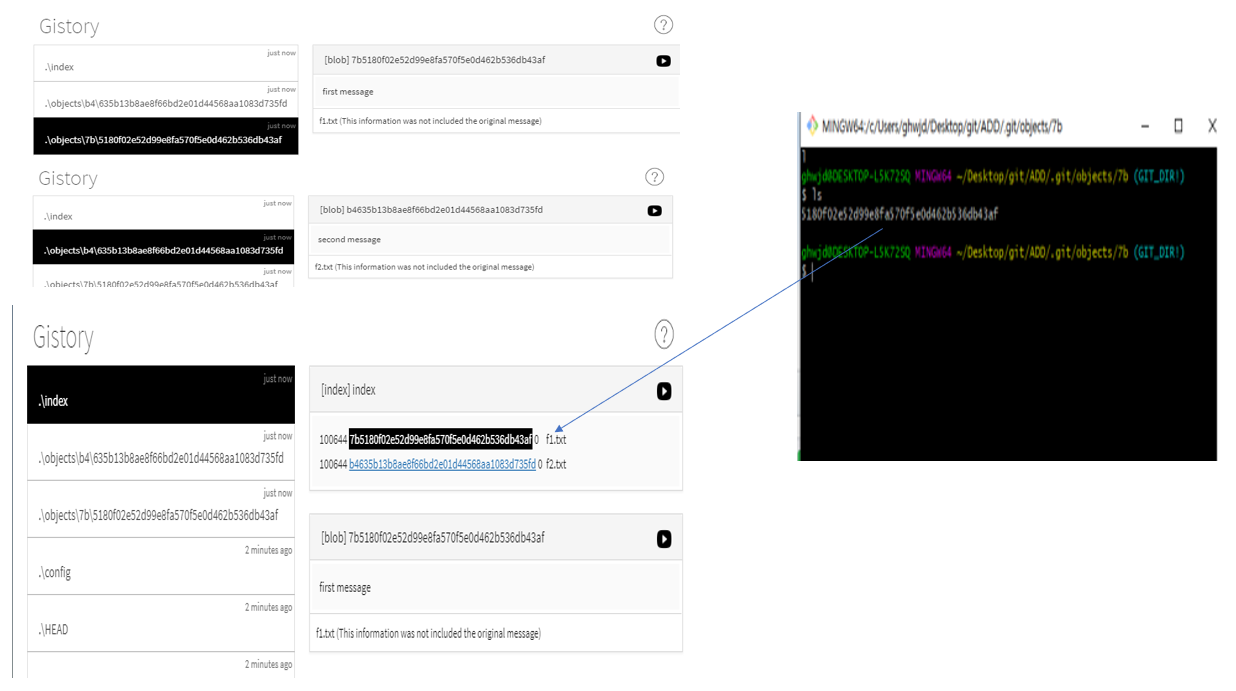 Gistory
?
just now
.\index
just now
.\objects\b4\635b13b8ae8f66bd2e01d44568aa1083d735fd
just now
.\objects\7b\5180f02e52d99e8fa570f5e0d462b536db43af
[blob] 7b5180f02e52d99e8fa570f5e0d462b536db43af
first message
f1.txt (This information was not included the original message)
Gistory
?
just now
.\index
just now
.\objects\b4\635b13b8ae8f66bd2e01d44568aa1083d735fd
just now
.\objects\7b\5180f02e52d99e8fa570f5e0d462b536db43af
[blob] b4635b13b8ae8f66bd2e01d44568aa1083d735fd
second message
f2.txt (This information was not included the original message)
Gistory
?
just now
.\index
just now
.\objects\b4\635b13b8ae8f66bd2e01d44568aa1083d735fd
just now
.\objects\7b\5180f02e52d99e8fa570f5e0d462b536db43af
2 minutes ago
.\config
2 minutes ago
.\HEAD
2 minutes ago
[index] index
100644 7b5180f02e52d99e8fa570f5e0d462b536db43af 0 f1.txt
100644 b4635b13b8ae8f66bd2e01d44568aa1083d735fd 0 f2.txt
[blob] 7b5180f02e52d99e8fa570f5e0d462b536db43af
first message
f1.txt (This information was not included the original message)
MINGW64:/c/Users/ghwjd/Desktop/git/ADD/.git/objects/7b
ghwjd@DESKTOP-L5K72SQ MINGW64 ~/Desktop/git/ADD/.git/objects/7b (GIT_DIR!)
$ ls
5180f02e52d99e8fa570f5e0d462b536db43af
ghwjd@DESKTOP-L5K72SQ MINGW64 ~/Desktop/git/ADD/.git/objects/7b (GIT_DIR!)
$